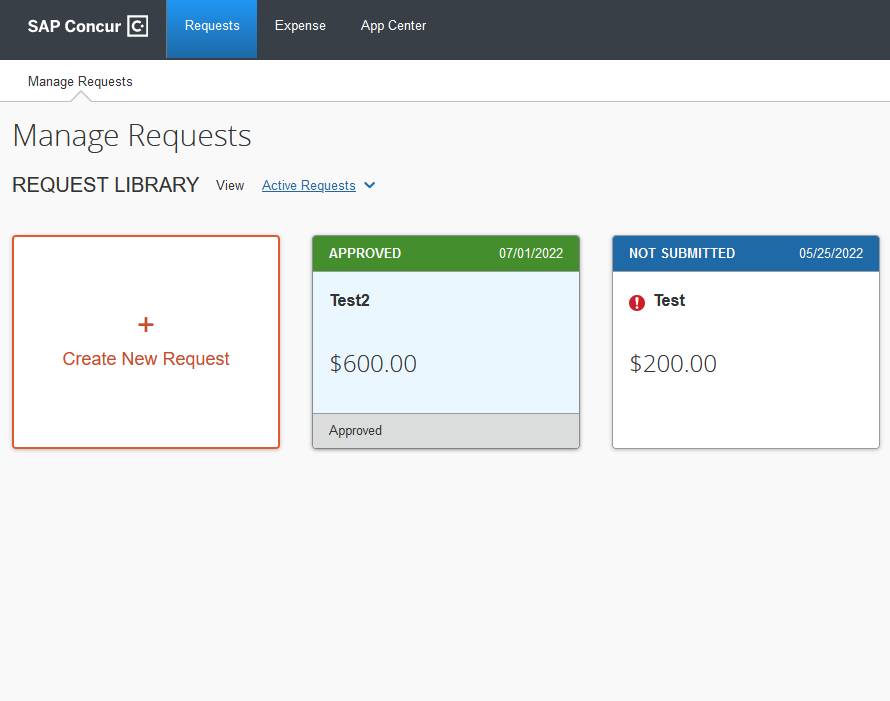 SAP Concur C
Requests
Expense
App Center
Manage Requests
Manage Requests
REQUEST LIBRARY View Active Requests
+
Create New Request
APPROVED 07/01/2022
Test2
$600.00
Approved
NOT SUBMITTED 05/25/2022
! Test
$200.00